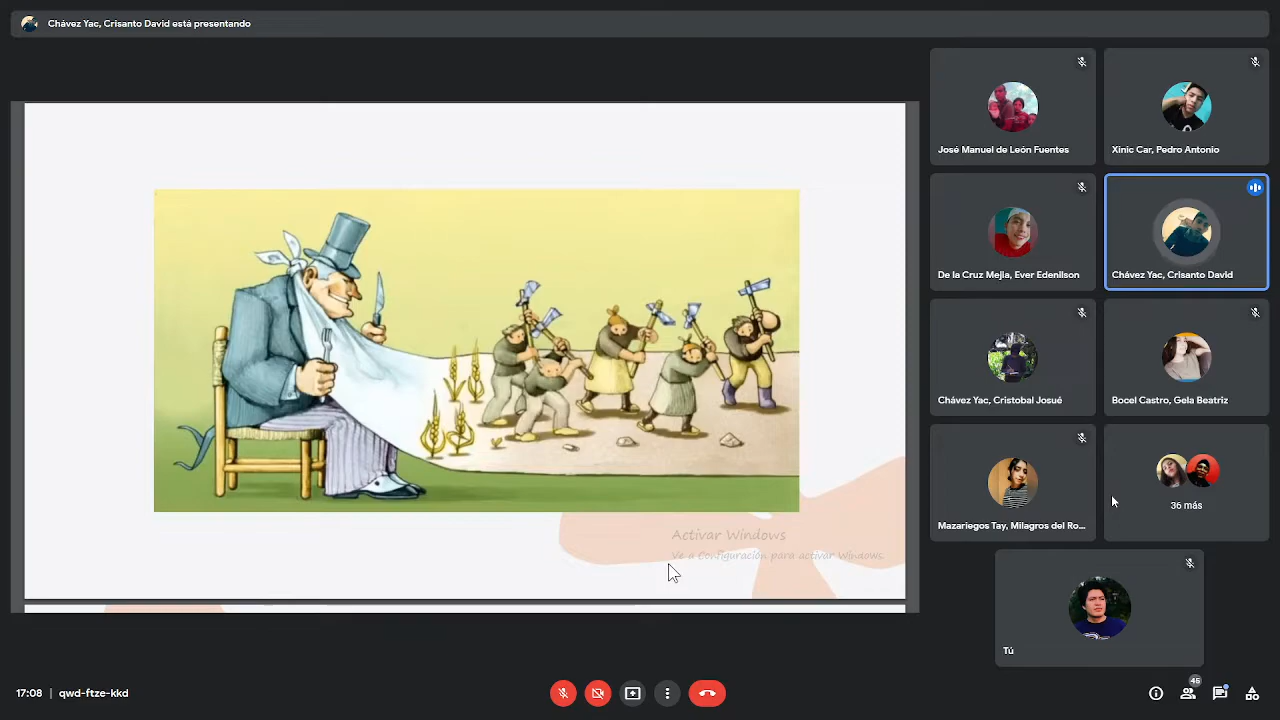 Chávez Yac, Crisanto David está presentando
José Manuel de León Fuentes
Xinic Car, Pedro Antonio
De la Cruz Mejia, Ever Edenilson
Chávez Yac, Crisanto David
Chávez Yac, Cristobal Josué
Bocel Castro, Gela Beatriz
Mazariegos Tay, Milagros del Ro...
36 más
Activar Windows
Ve a Configuración para activar Windows.
Tú
17:08 | qwd-ftze-kkd
45